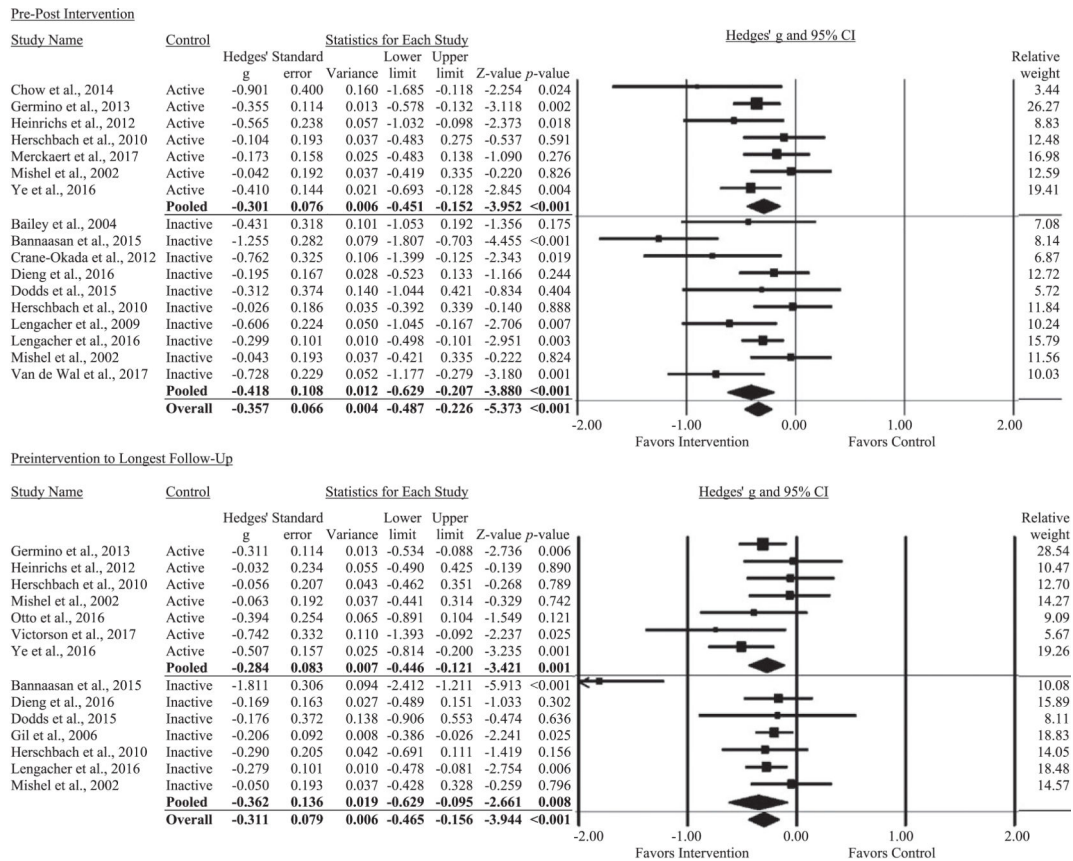 Pre-Post Intervention
Study Name Control Statistics for Each Study Hedges' g and 95% CI
Hedges' Standard Lower Upper Relative
g error Variance limit limit Z-value p-value weight
Chow et al., 2014 Active -0.901 0.400 0.160 -1.685 -0.118 -2.254 0.024 3.44
Germino et al., 2013 Active -0.355 0.114 0.013 -0.578 -0.132 -3.118 0.002 26.27
Heinrichs et al., 2012 Active -0.565 0.238 0.057 -1.032 -0.098 -2.373 0.018 8.83
Herschbach et al., 2010 Active -0.104 0.193 0.037 -0.483 0.275 -0.537 0.591 12.48
Merckaert et al., 2017 Active -0.173 0.158 0.025 -0.483 0.138 -1.090 0.276 16.98
Mishel et al., 2002 Active -0.042 0.192 0.037 -0.419 0.335 -0.220 0.826 12.59
Ye et al., 2016 Active -0.410 0.144 0.021 -0.693 -0.128 -2.845 0.004 19.41
Pooled -0.301 0.076 0.006 -0.451 -0.152 -3.952 <0.001
Bailey et al., 2004 Inactive -0.431 0.318 0.101 -1.053 0.192 -1.356 0.175 7.08
Bannaasan et al., 2015 Inactive -1.255 0.282 0.079 -1.807 -0.703 -4.455 <0.001 8.14
Crane-Okada et al., 2012 Inactive -0.762 0.325 0.106 -1.399 -0.125 -2.343 0.019 6.87
Dieng et al., 2016 Inactive -0.195 0.167 0.028 -0.523 0.133 -1.166 0.244 12.72
Dodds et al., 2015 Inactive -0.312 0.374 0.140 -1.044 0.421 -0.834 0.404 5.72
Herschbach et al., 2010 Inactive -0.026 0.186 0.035 -0.392 0.339 -0.140 0.888 11.84
Lengacher et al., 2009 Inactive -0.606 0.224 0.050 -1.045 -0.167 -2.706 0.007 10.24
Lengacher et al., 2016 Inactive -0.299 0.101 0.010 -0.498 -0.101 -2.951 0.003 15.79
Mishel et al., 2002 Inactive -0.043 0.193 0.037 -0.421 0.335 -0.222 0.824 11.56
Van de Wal et al., 2017 Inactive -0.728 0.229 0.052 -1.177 -0.279 -3.180 0.001 10.03
Pooled -0.418 0.108 0.012 -0.629 -0.207 -3.880 <0.001
Overall -0.357 0.066 0.004 -0.487 -0.226 -5.373 <0.001
-2.00 -1.00 0.00 1.00 2.00
Favors Intervention Favors Control
Preintervention to Longest Follow-Up
Study Name Control Statistics for Each Study Hedges' g and 95% CI
Hedges' Standard Lower Upper Relative
g error Variance limit limit Z-value p-value weight
Germino et al., 2013 Active -0.311 0.114 0.013 -0.534 -0.088 -2.736 0.006 28.54
Heinrichs et al., 2012 Active -0.032 0.234 0.055 -0.490 0.425 -0.139 0.890 10.47
Herschbach et al., 2010 Active -0.056 0.207 0.043 -0.462 0.351 -0.268 0.789 12.70
Mishel et al., 2002 Active -0.063 0.192 0.037 -0.441 0.314 -0.329 0.742 14.27
Otto et al., 2016 Active -0.394 0.254 0.065 -0.891 0.104 -1.549 0.121 9.09
Victorson et al., 2017 Active -0.742 0.332 0.110 -1.393 -0.092 -2.237 0.025 5.67
Ye et al., 2016 Active -0.507 0.157 0.025 -0.814 -0.200 -3.235 0.001 19.26
Pooled -0.284 0.083 0.007 -0.446 -0.121 -3.421 0.001
Bannaasan et al., 2015 Inactive -1.811 0.306 0.094 -2.412 -1.211 -5.913 <0.001 10.08
Dieng et al., 2016 Inactive -0.169 0.163 0.027 -0.489 0.151 -1.033 0.302 15.89
Dodds et al., 2015 Inactive -0.176 0.372 0.138 -0.906 0.553 -0.474 0.636 8.11
Gil et al., 2006 Inactive -0.206 0.092 0.008 -0.386 -0.026 -2.241 0.025 18.83
Herschbach et al., 2010 Inactive -0.290 0.205 0.042 -0.691 0.111 -1.419 0.156 14.05
Lengacher et al., 2016 Inactive -0.279 0.101 0.010 -0.478 -0.081 -2.754 0.006 18.48
Mishel et al., 2002 Inactive -0.050 0.193 0.037 -0.428 0.328 -0.259 0.796 14.57
Pooled -0.362 0.136 0.019 -0.629 -0.095 -2.661 0.008
Overall -0.311 0.079 0.006 -0.465 -0.156 -3.944 <0.001
-2.00 -1.00 0.00 1.00 2.00
Favors Intervention Favors Control